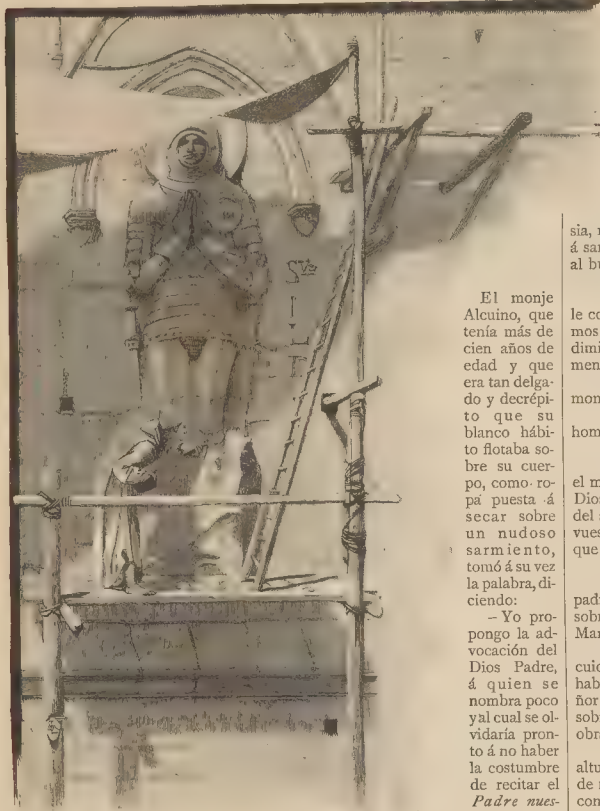 Sᵛᵉ
I
L
T
El monje
Alcuino, que
tenía más de
cien años de
edad y que
era tan delga-
do y decrépi-
to que su
blanco hábi-
to flotaba so-
bre su cuer-
po, como ro-
pa puesta á
secar sobre
un nudoso
sarmiento,
tomó á su vez
la palabra, di-
ciendo:
– Yo pro-
pongo la ad-
vocación del
Dios Padre,
á quien se
nombra poco
y al cual se ol-
vidaría pron-
to á no haber
la costumbre
de recitar el
Padre nues-
sia,
á sar
al bu
le co
mos
dimi
men
mon
hom
el m
Dios
del
vues
que
padr
sobr
Mar
cuid
hab
ñor
sobr
obr
altu
de
con